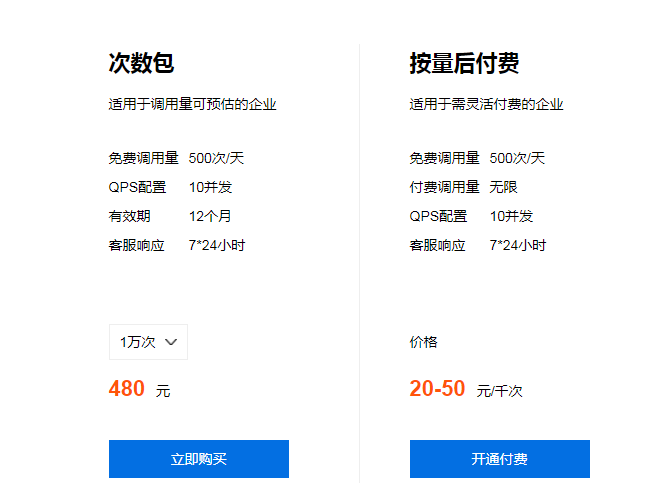 次数包
适用于调用量可预估的企业
免费调用量 500次/天
QPS配置 10并发
有效期 12个月
客服响应 7*24小时
1万次
480 元
立即购买
按量后付费
适用于需灵活付费的企业
免费调用量 500次/天
付费调用量 无限
QPS配置 10并发
客服响应 7*24小时
价格
20-50 元/千次
开通付费